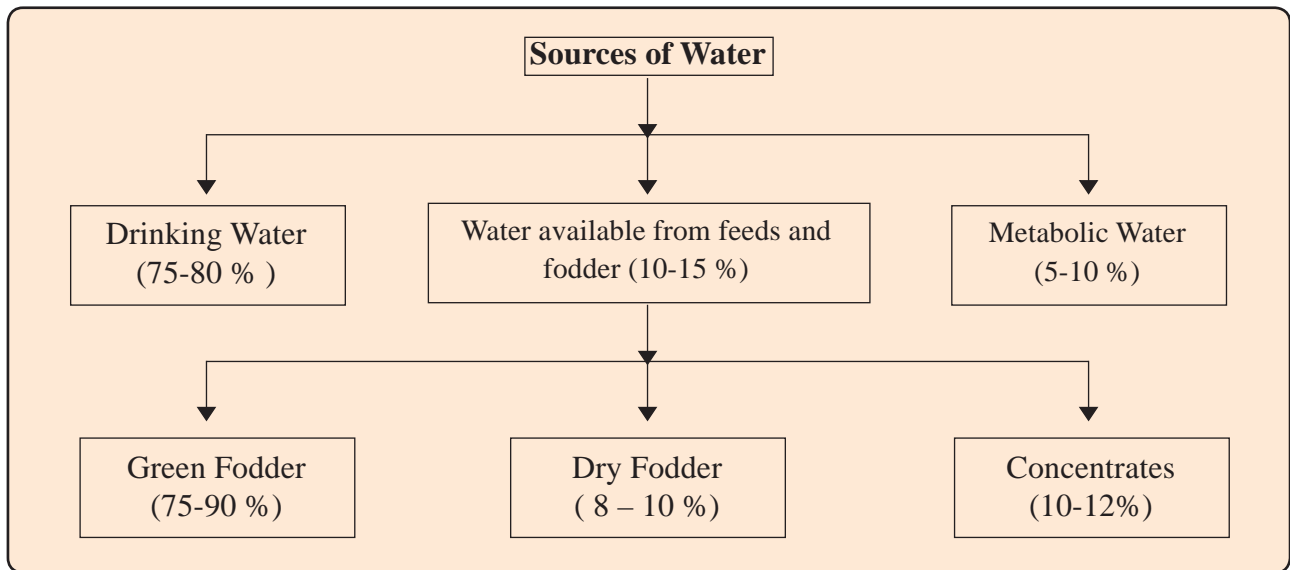 Sources of Water
Drinking Water
(75-80 % )
Water available from feeds and
fodder (10-15 %)
Metabolic Water
(5-10 %)
Green Fodder
(75-90 %)
Dry Fodder
( 8 – 10 %)
Concentrates
(10-12%)